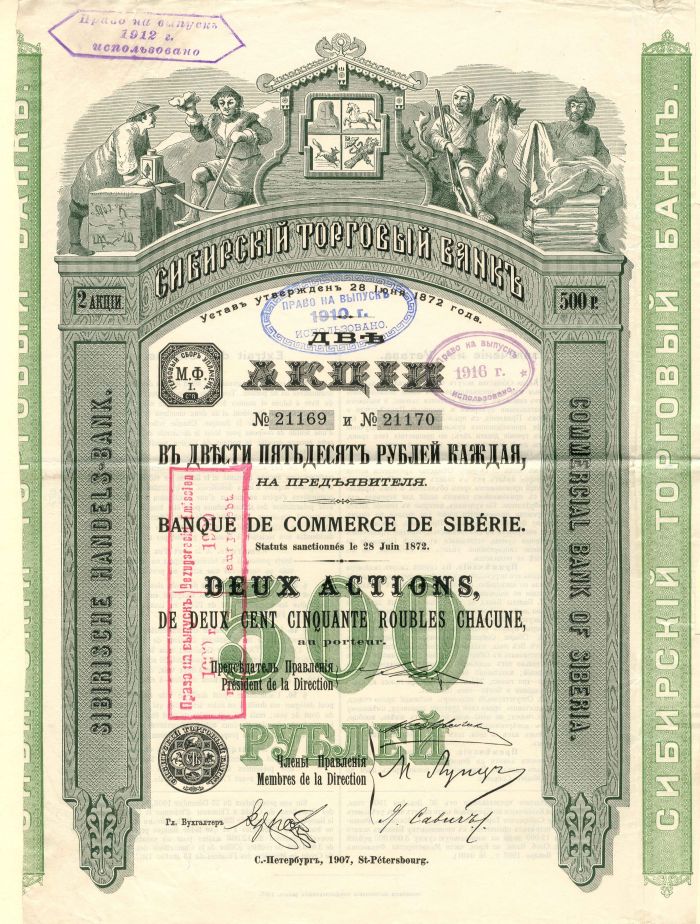 Право на выпускъ
1912 г.
использовано
СИБИРСКІЙ ТОРГОВЫЙ БАНКЪ
2 АКЦІИ
500 Р.
Уставъ Утвержденъ 28 Іюня 1872 года.
ПРАВО НА ВЫПУСКЪ
1910 г.
ИСПОЛЬЗОВАНО.
ДВѢ
АКЦІИ
Право на выпускъ
1916 г.
использовано.
М.Ф.
I.
№ 21169 и № 21170
ВЪ ДВѢСТИ ПЯТЬДЕСЯТЪ РУБЛЕЙ КАЖДАЯ,
НА ПРЕДЪЯВИТЕЛЯ.
BANQUE DE COMMERCE DE SIBÉRIE.
Statuts sanctionnés le 28 Juin 1872.
DEUX ACTIONS,
DE DEUX CENT CINQUANTE ROUBLES CHACUNE,
au porteur.
500
РУБЛЕЙ
Предсѣдатель Правленія,
Président de la Direction
Члены Правленія
Membres de la Direction
Гл. Бухгалтеръ
С.-Петербургъ, 1907, St-Pétersbourg.
SIBIRISCHE HANDELS-BANK.
COMMERCIAL BANK OF SIBERIA.
Право на выпускъ.
СИБИРСКІЙ ТОРГОВЫЙ БАНКЪ.